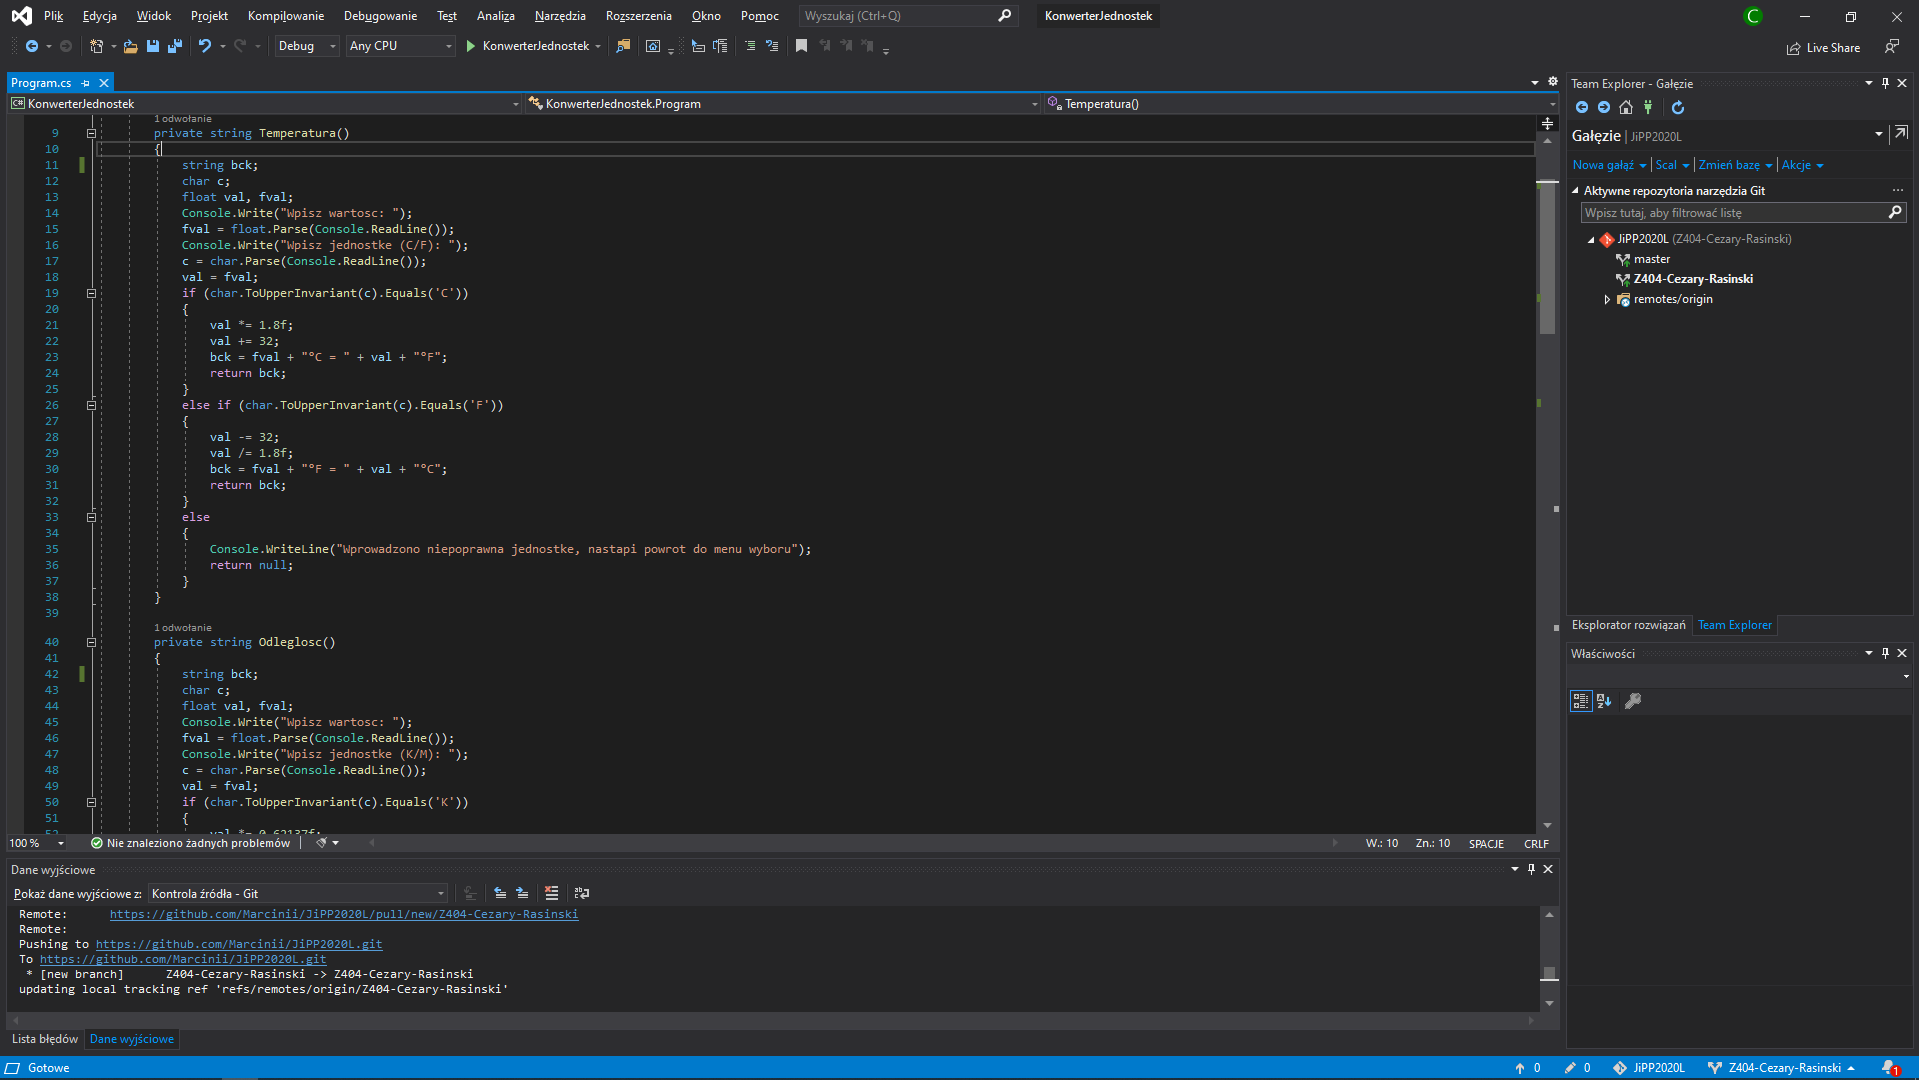 Plik Edycja Widok Projekt Kompilowanie Debugowanie Test Analiza Narzędzia Rozszerzenia Okno Pomoc Wyszukaj (Ctrl+Q) KonwerterJednostek C
Debug Any CPU KonwerterJednostek Live Share
Program.cs
KonwerterJednostek KonwerterJednostek.Program Temperatura()
1 odwołanie
9 private string Temperatura()
10 {
11 string bck;
12 char c;
13 float val, fval;
14 Console.Write("Wpisz wartosc: ");
15 fval = float.Parse(Console.ReadLine());
16 Console.Write("Wpisz jednostke (C/F): ");
17 c = char.Parse(Console.ReadLine());
18 val = fval;
19 if (char.ToUpperInvariant(c).Equals('C'))
20 {
21 val *= 1.8f;
22 val += 32;
23 bck = fval + "°C = " + val + "°F";
24 return bck;
25 }
26 else if (char.ToUpperInvariant(c).Equals('F'))
27 {
28 val -= 32;
29 val /= 1.8f;
30 bck = fval + "°F = " + val + "°C";
31 return bck;
32 }
33 else
34 {
35 Console.WriteLine("Wprowadzono niepoprawna jednostke, nastapi powrot do menu wyboru");
36 return null;
37 }
38 }
39
1 odwołanie
40 private string Odleglosc()
41 {
42 string bck;
43 char c;
44 float val, fval;
45 Console.Write("Wpisz wartosc: ");
46 fval = float.Parse(Console.ReadLine());
47 Console.Write("Wpisz jednostke (K/M): ");
48 c = char.Parse(Console.ReadLine());
49 val = fval;
50 if (char.ToUpperInvariant(c).Equals('K'))
51 {
52 val *= 0.62137f;
100 % Nie znaleziono żadnych problemów W.: 10 Zn.: 10 SPACJE CRLF
Dane wyjściowe
Pokaż dane wyjściowe z: Kontrola źródła - Git
Remote: https://github.com/Marcinii/JiPP2020L/pull/new/Z404-Cezary-Rasinski
Remote:
Pushing to https://github.com/Marcinii/JiPP2020L.git
To https://github.com/Marcinii/JiPP2020L.git
* [new branch] Z404-Cezary-Rasinski -> Z404-Cezary-Rasinski
updating local tracking ref 'refs/remotes/origin/Z404-Cezary-Rasinski'
Lista błędów Dane wyjściowe
Team Explorer - Gałęzie
Gałęzie | JiPP2020L
Nowa gałąź Scal Zmień bazę Akcje
Aktywne repozytoria narzędzia Git
Wpisz tutaj, aby filtrować listę
JiPP2020L (Z404-Cezary-Rasinski)
master
Z404-Cezary-Rasinski
remotes/origin
Eksplorator rozwiązań Team Explorer
Właściwości
Gotowe 0 0 JiPP2020L Z404-Cezary-Rasinski 1